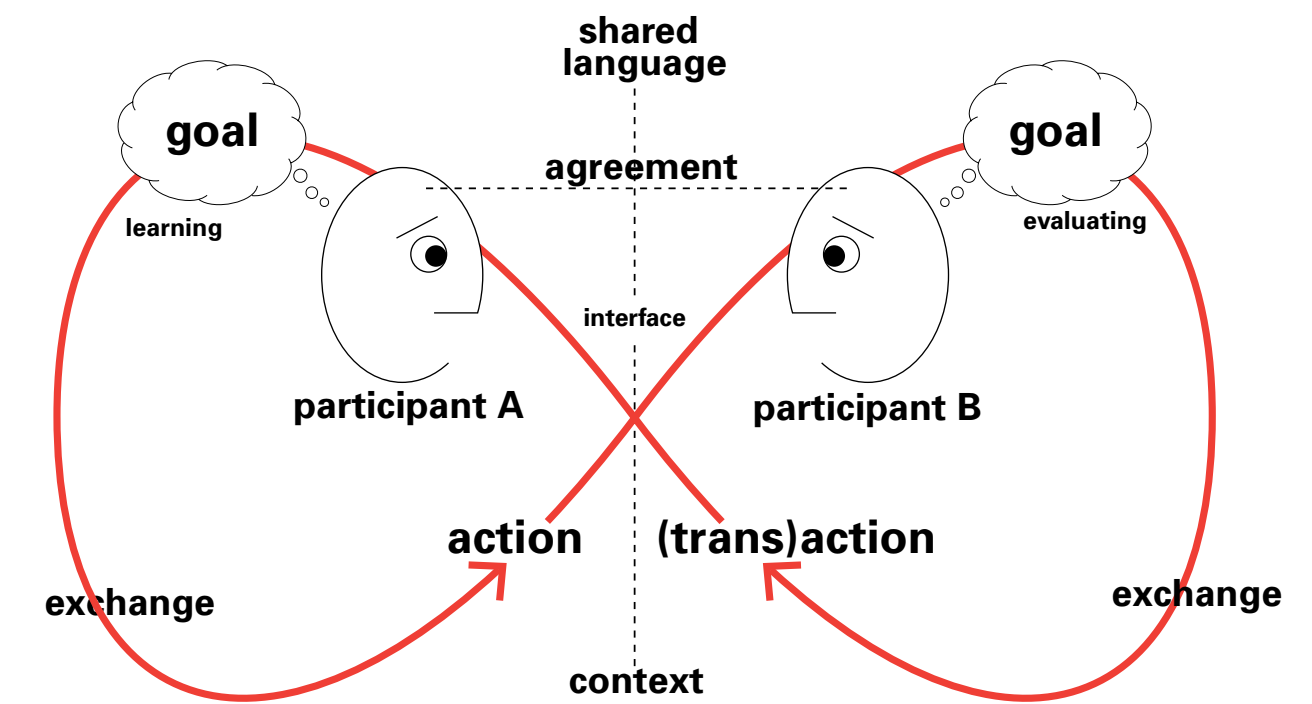 shared
language
goal
goal
agreement
learning
evaluating
interface
participant A
participant B
action
(trans)action
exchange
exchange
context